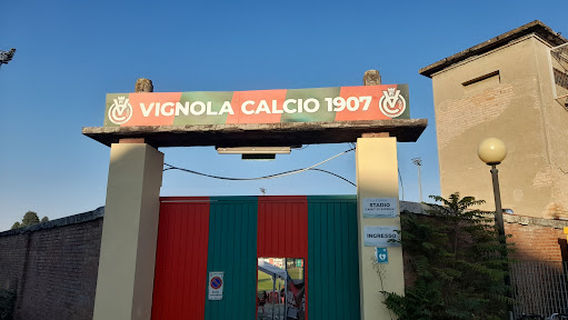 VIGNOLA CALCIO 1907
STADIO
INGRESSO